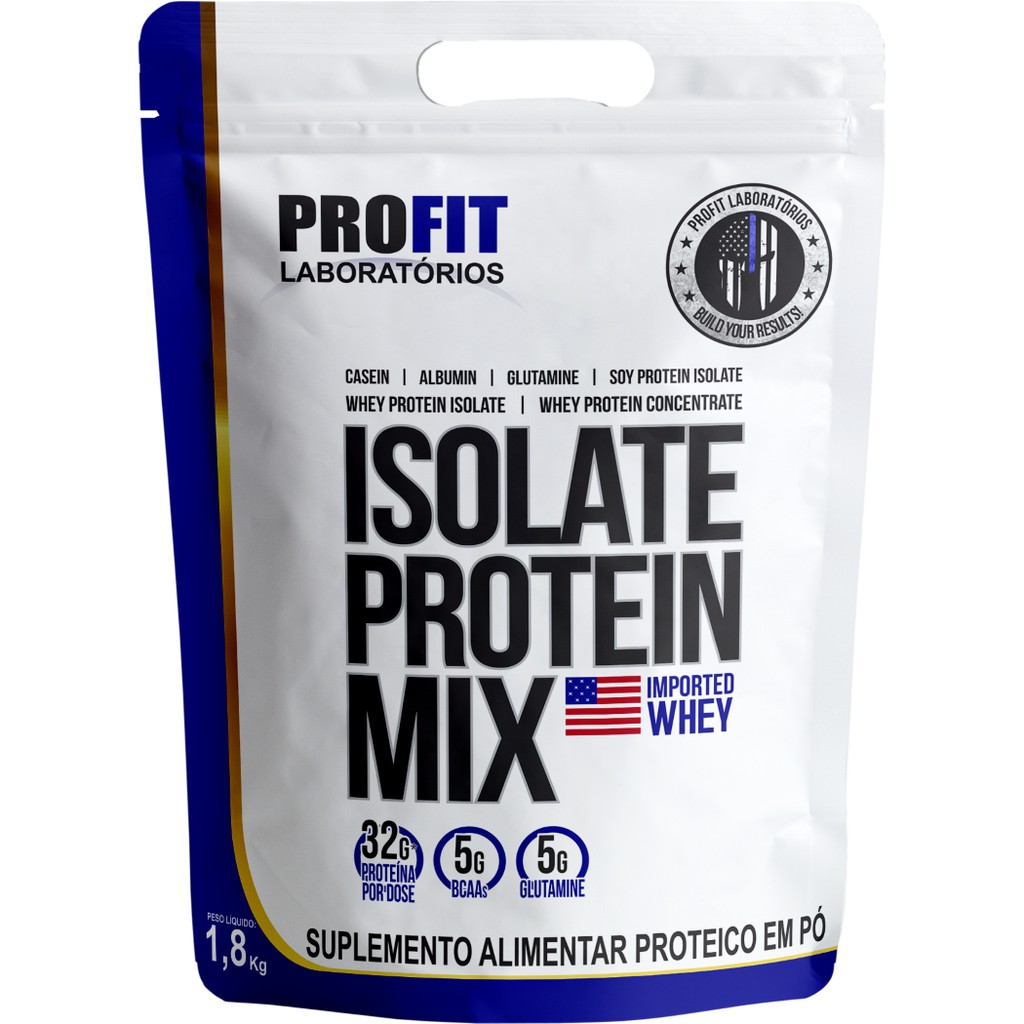 PROFIT
LABORATÓRIOS
PROFIT LABORATÓRIOS
BUILD YOUR RESULTS!
CASEIN | ALBUMIN | GLUTAMINE | SOY PROTEIN ISOLATE
WHEY PROTEIN ISOLATE | WHEY PROTEIN CONCENTRATE
ISOLATE
PROTEIN
MIX
IMPORTED
WHEY
32G*
PROTEÍNA
POR DOSE
5G
BCAAs
5G
GLUTAMINE
PESO LÍQUIDO:
1,8Kg
SUPLEMENTO ALIMENTAR PROTEICO EM PÓ